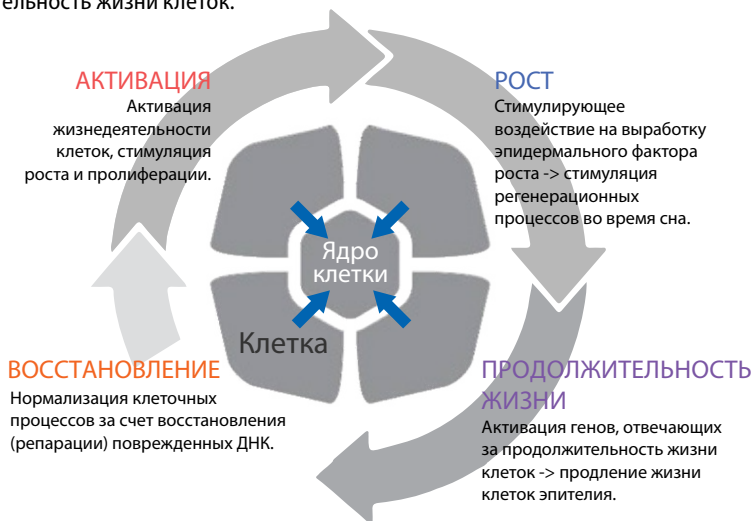 ельность жизни клеток.
АКТИВАЦИЯ
Активация
жизнедеятельности
клеток, стимуляция
роста и пролиферации.
РОСТ
Стимулирующее
воздействие на выработку
эпидермального фактора
роста -> стимуляция
регенерационных
процессов во время сна.
Ядро
клетки
Клетка
ВОССТАНОВЛЕНИЕ
Нормализация клеточных
процессов за счет восстановления
(репарации) поврежденных ДНК.
ПРОДОЛЖИТЕЛЬНОСТЬ
ЖИЗНИ
Активация генов, отвечающих
за продолжительность жизни
клеток -> продление жизни
клеток эпителия.